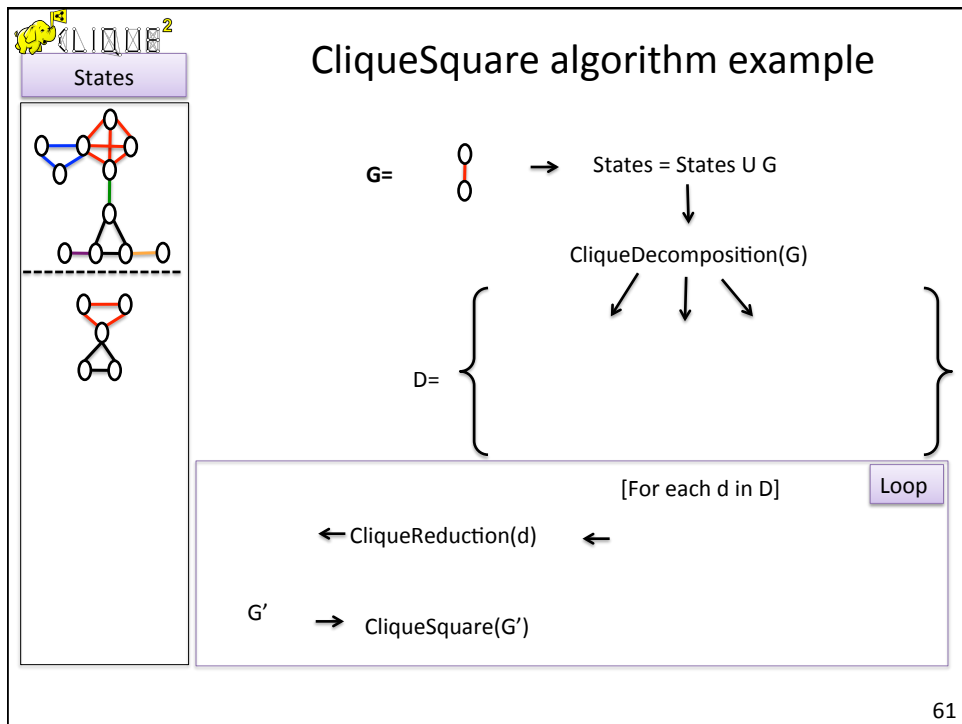 CLIQUE²
States
CliqueSquare algorithm example
G=
States = States U G
CliqueDecomposition(G)
D=
[For each d in D]
Loop
CliqueReduction(d)
G’
CliqueSquare(G’)
61